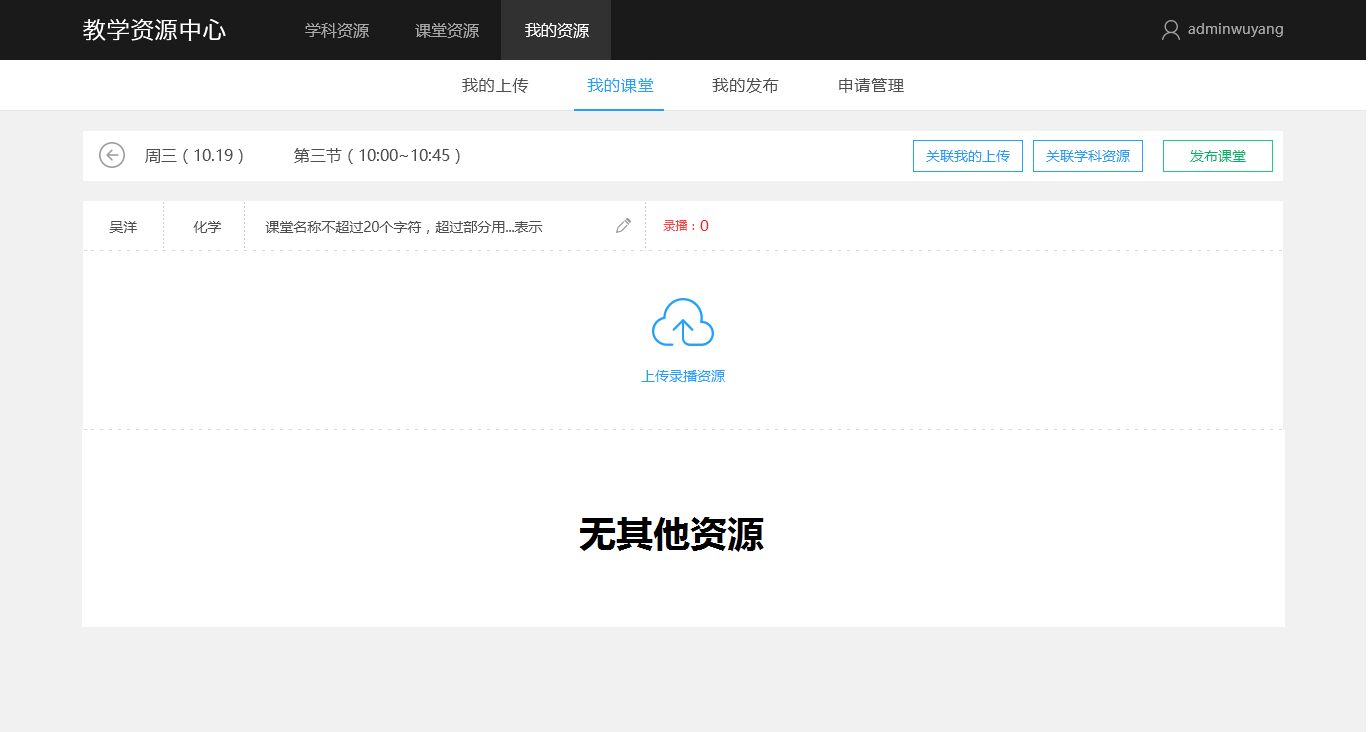 教学资源中心 学科资源 课堂资源 我的资源 adminwuyang
我的上传 我的课堂 我的发布 申请管理
周三（10.19） 第三节（10:00~10:45） 关联我的上传 关联学科资源 发布课堂
吴洋 化学 课堂名称不超过20个字符，超过部分用...表示 录播：0
上传录播资源
无其他资源